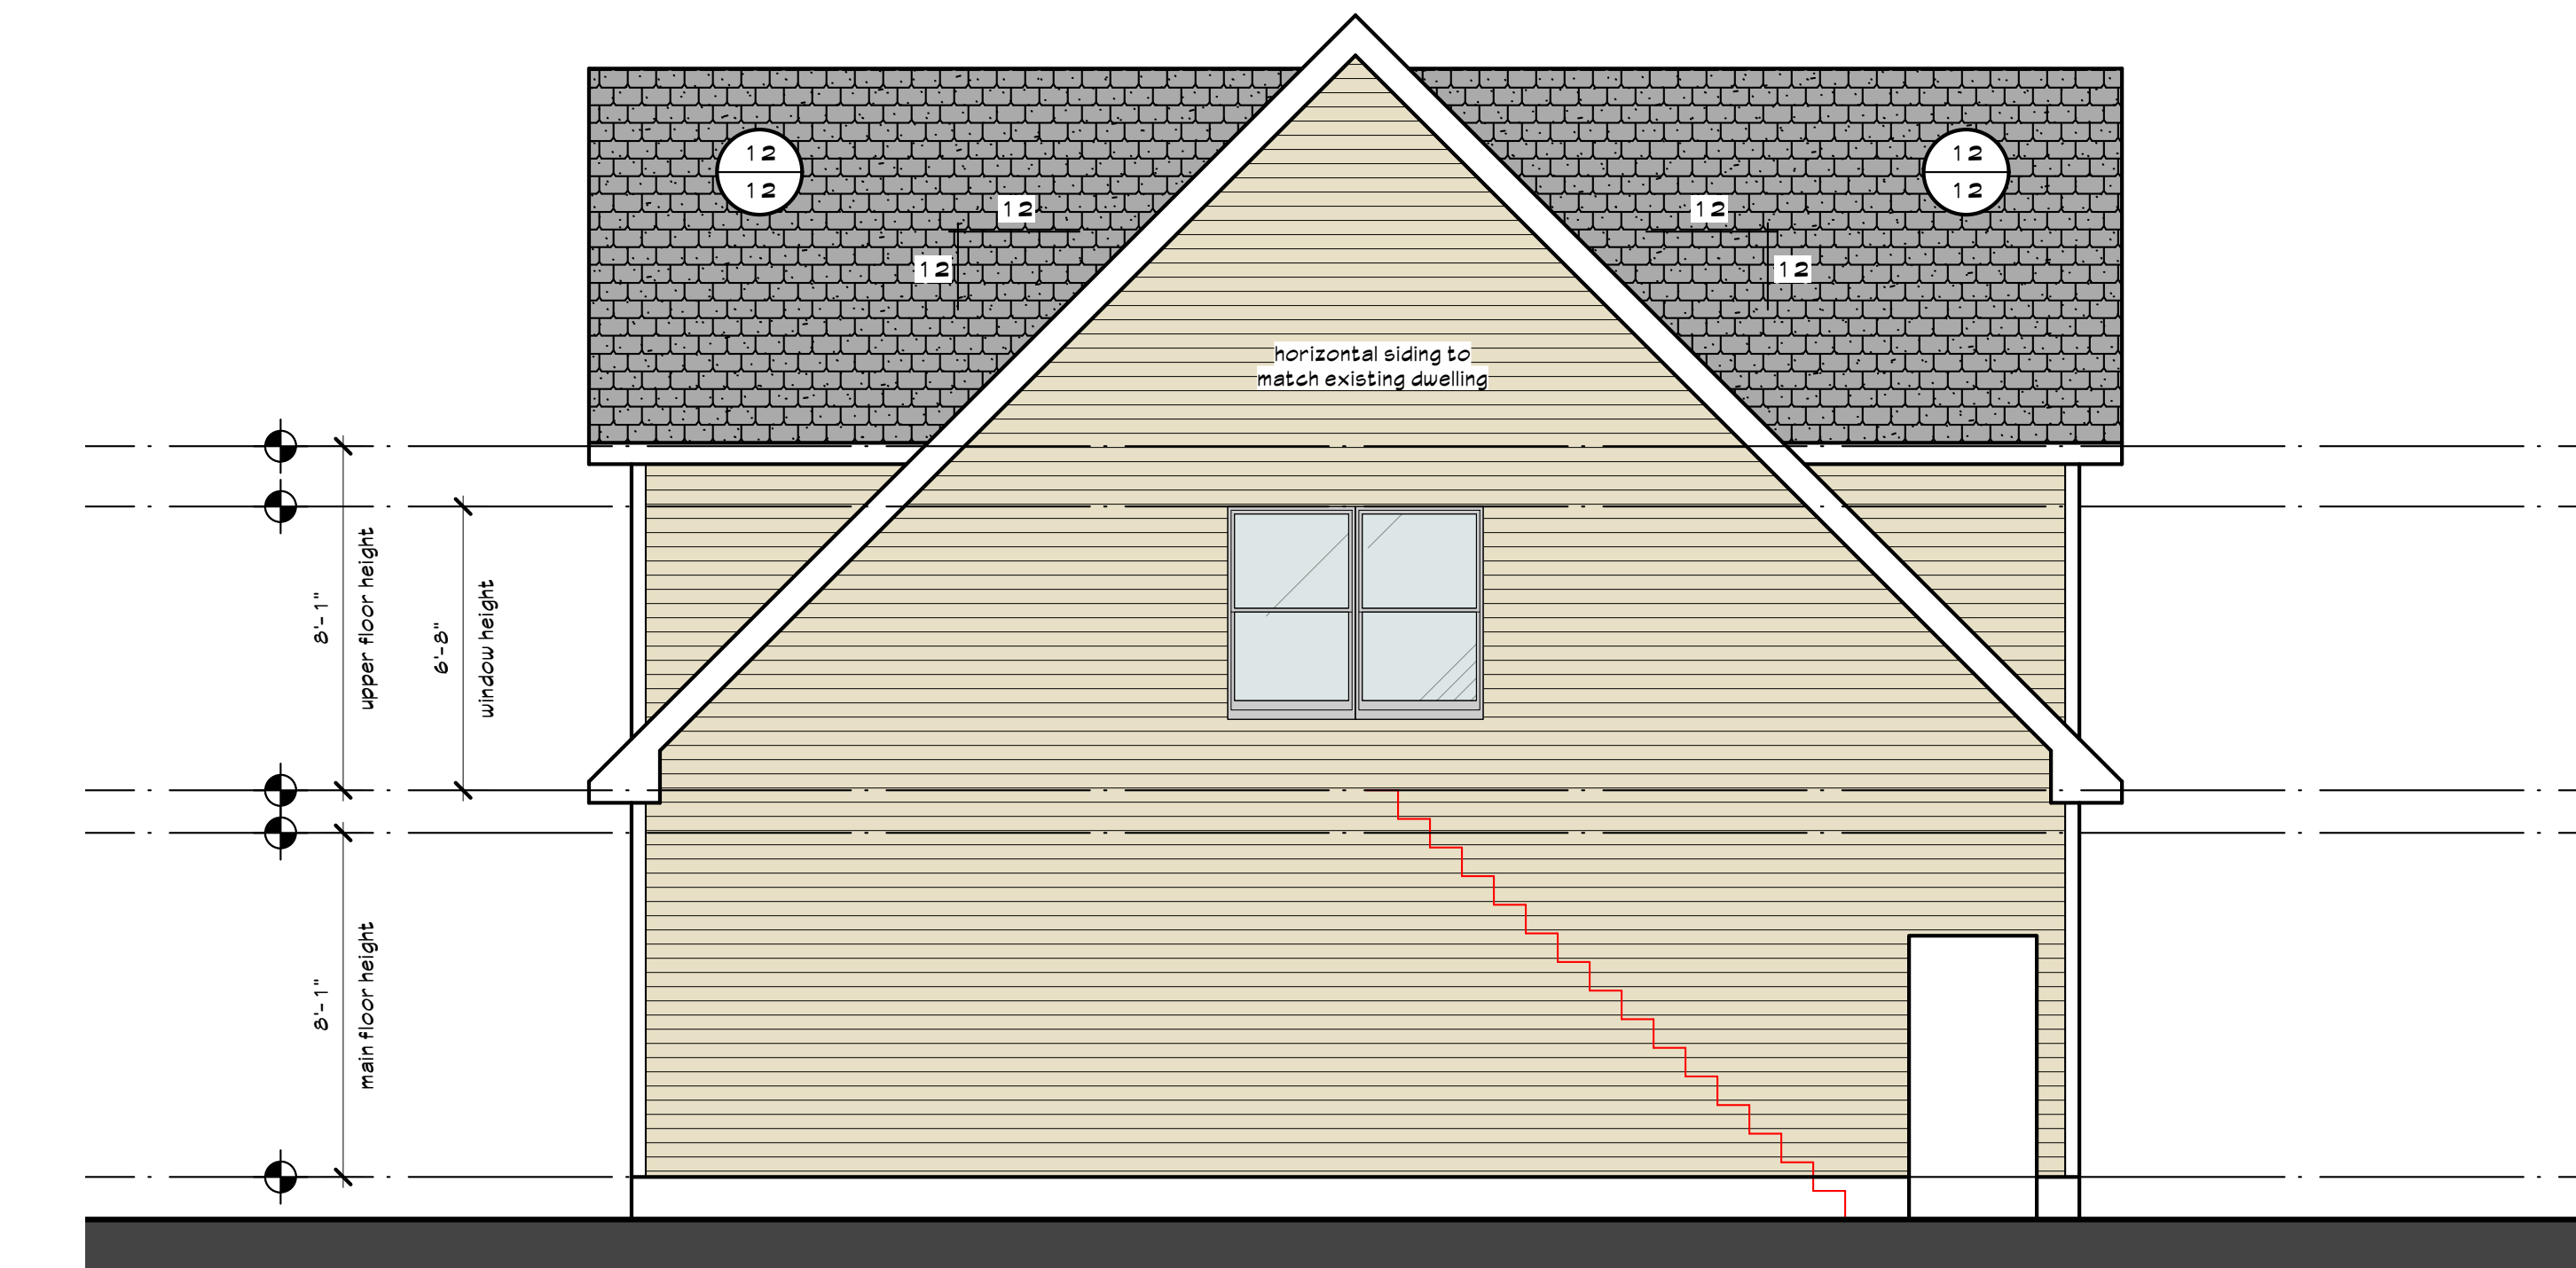 12
12
12
12
12
12
12
12
horizontal siding to
match existing dwelling
8'-1"
upper floor height
6'-8"
window height
8'-1"
main floor height